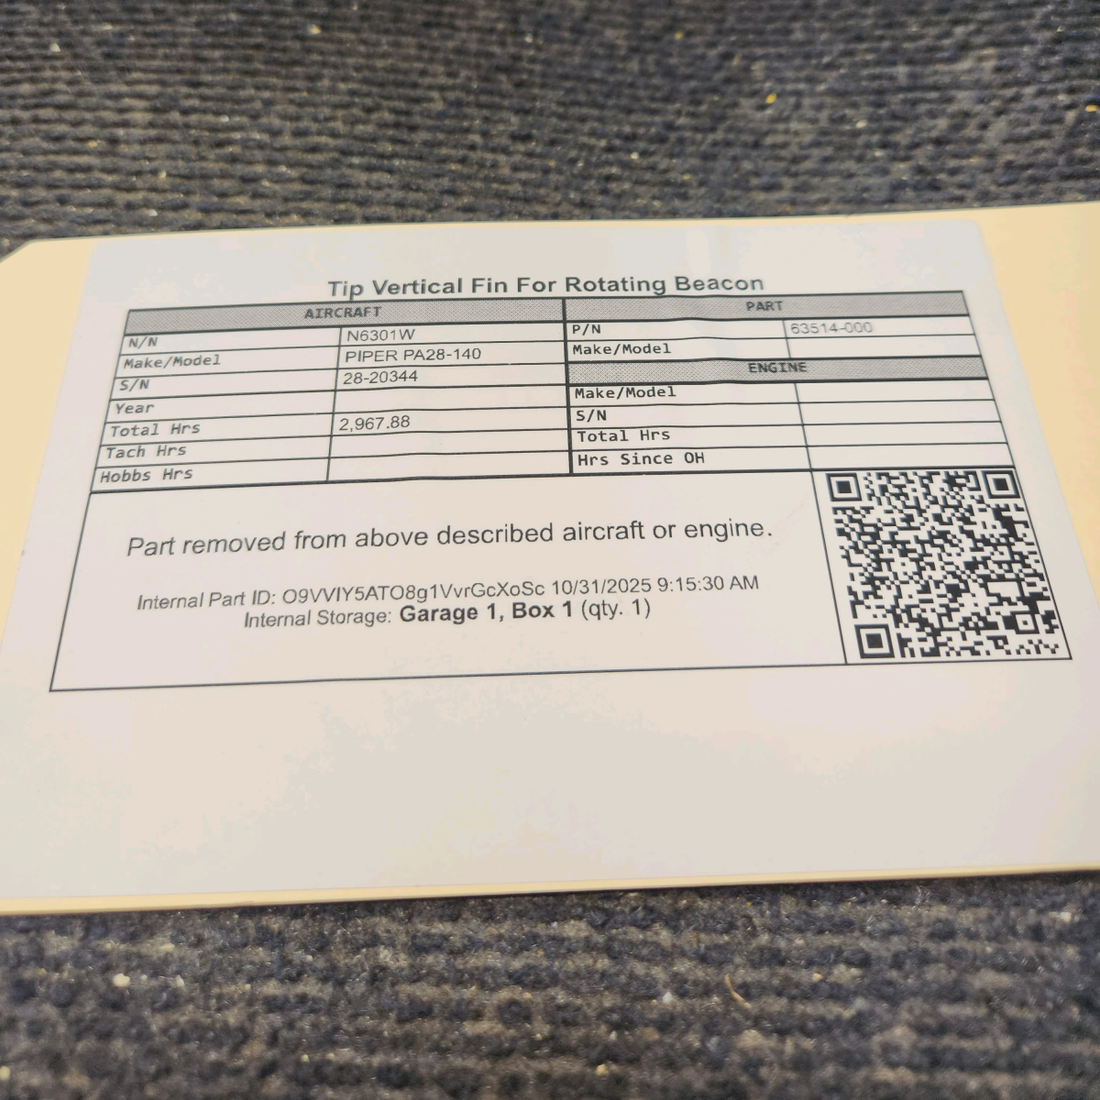 Tip Vertical Fin For Rotating Beacon
AIRCRAFT
N/N N6301W
Make/Model PIPER PA28-140
S/N 28-20344
Year
Total Hrs 2,967.88
Tach Hrs
Hobbs Hrs
PART
P/N 63514-000
Make/Model
ENGINE
Make/Model
S/N
Total Hrs
Hrs Since OH
Part removed from above described aircraft or engine.
Internal Part ID: O9VVIY5ATO8g1VvrGcXoSc 10/31/2025 9:15:30 AM
Internal Storage: Garage 1, Box 1 (qty. 1)